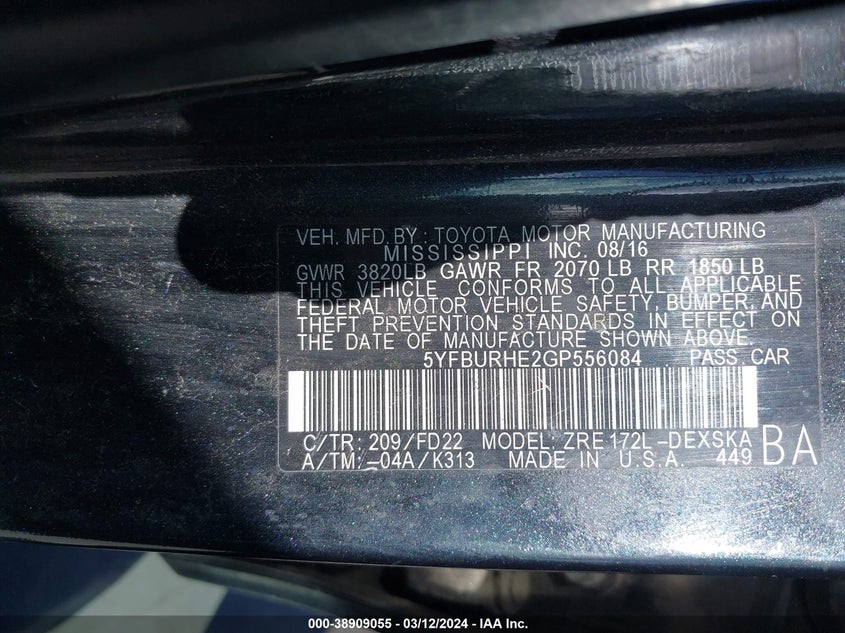 VEH. MFD. BY: TOYOTA MOTOR MANUFACTURING
MISSISSIPPI INC. 08/16
GVWR 3820LB GAWR FR 2070 LB RR 1850 LB
THIS VEHICLE CONFORMS TO ALL APPLICABLE
FEDERAL MOTOR VEHICLE SAFETY, BUMPER, AND
THEFT PREVENTION STANDARDS IN EFFECT ON
THE DATE OF MANUFACTURE SHOWN ABOVE.
5YFBURHE2GP556084 PASS. CAR
C/TR: 209/FD22 MODEL: ZRE172L-DEXSKA
A/TM: -04A/K313 MADE IN U.S.A. 449 BA
000-38909055 - 03/12/2024 - IAA Inc.